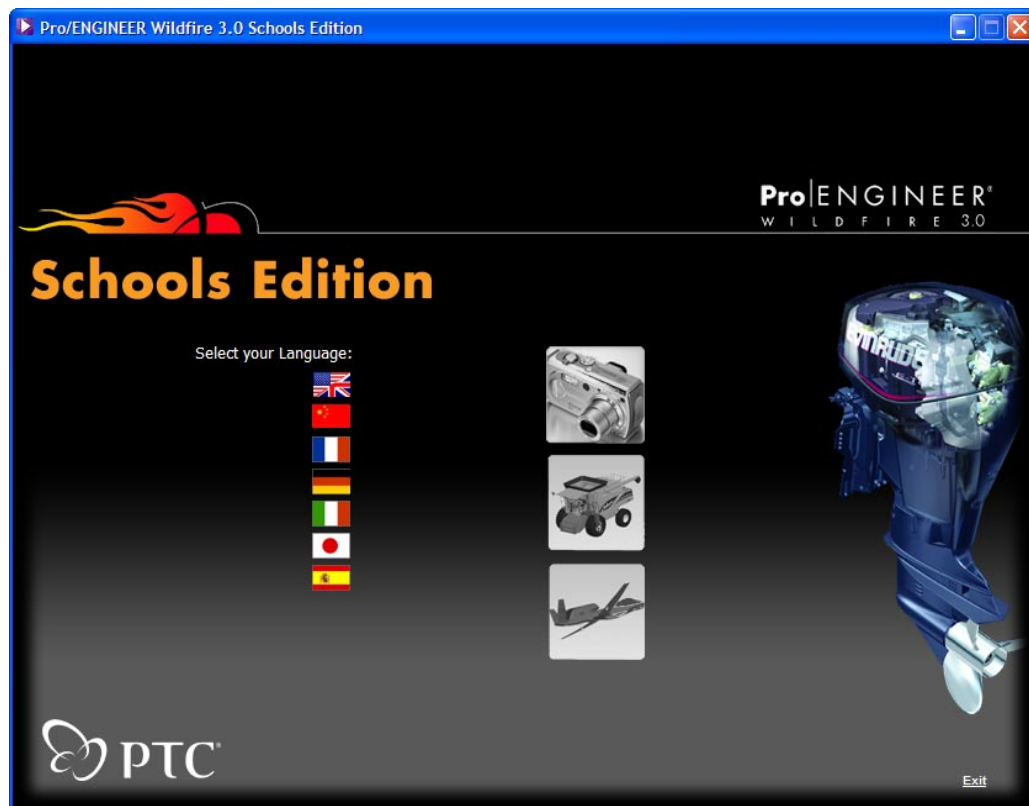 Pro/ENGINEER Wildfire 3.0 Schools Edition
Pro|ENGINEER®
WILDFIRE 3.0
Schools Edition
Select your Language:
EVINRUDE
PTC®
Exit